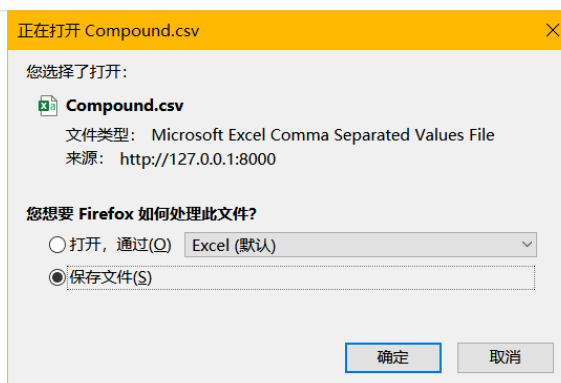 正在打开 Compound.csv
您选择了打开:
Compound.csv
文件类型: Microsoft Excel Comma Separated Values File
来源: http://127.0.0.1:8000
您想要 Firefox 如何处理此文件?
打开，通过(O) Excel (默认)
保存文件(S)
确定 取消